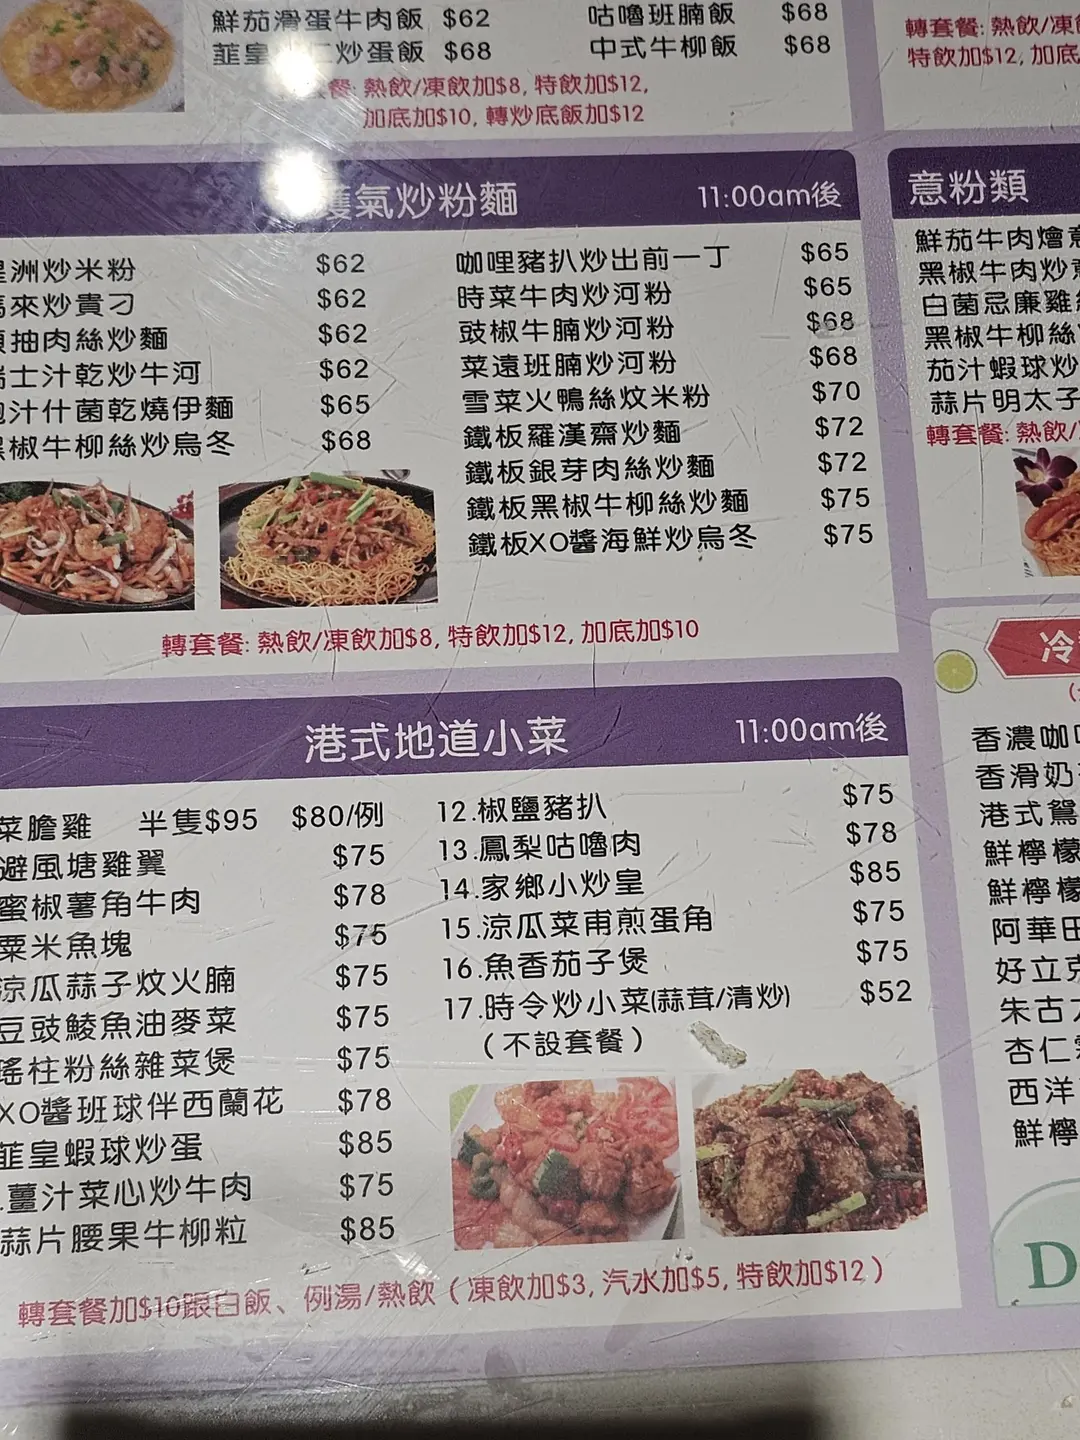 鮮茄滑蛋牛肉飯 $62
韮皇 仁炒蛋飯 $68
咕嚕班腩飯 $68
中式牛柳飯 $68
餐: 熱飲/凍飲加$8, 特飲加$12,
加底加$10, 轉炒底飯加$12
轉套餐: 熱飲/凍
特飲加$12, 加底
鑊氣炒粉麵 11:00am後
星洲炒米粉 $62
馬來炒貴刁 $62
抽肉絲炒麵 $62
士汁乾炒牛河 $62
鮑汁什菌乾燒伊麵 $65
黑椒牛柳絲炒烏冬 $68
咖哩豬扒炒出前一丁 $65
時菜牛肉炒河粉 $65
豉椒牛腩炒河粉 $68
菜遠班腩炒河粉 $68
雪菜火鴨絲炆米粉 $70
鐵板羅漢齋炒麵 $72
鐵板銀芽肉絲炒麵 $72
鐵板黑椒牛柳絲炒麵 $75
鐵板XO醬海鮮炒烏冬 $75
轉套餐: 熱飲/凍飲加$8, 特飲加$12, 加底加$10
意粉類
鮮茄牛肉燴意
黑椒牛肉炒意
白菌忌廉雞絲
黑椒牛柳絲
茄汁蝦球炒
蒜片明太子
轉套餐: 熱飲/
港式地道小菜 11:00am後
菜膽雞 半隻$95 $80/例
避風塘雞翼 $75
蜜椒薯角牛肉 $78
粟米魚塊 $75
涼瓜蒜子炆火腩 $75
豆豉鯪魚油麥菜 $75
瑤柱粉絲雜菜煲 $75
XO醬班球伴西蘭花 $78
韮皇蝦球炒蛋 $85
.薑汁菜心炒牛肉 $75
蒜片腰果牛柳粒 $85
12.椒鹽豬扒 $75
13.鳳梨咕嚕肉 $78
14.家鄉小炒皇 $85
15.涼瓜菜甫煎蛋角 $75
16.魚香茄子煲 $75
17.時令炒小菜(蒜茸/清炒) $52
（不設套餐）
轉套餐加$10跟白飯、例湯/熱飲（凍飲加$3, 汽水加$5, 特飲加$12）
冷
香濃咖啡
香滑奶
港式鴛
鮮檸檬
鮮檸檬
阿華田
好立克
朱古力
杏仁霜
西洋
鮮檸
D